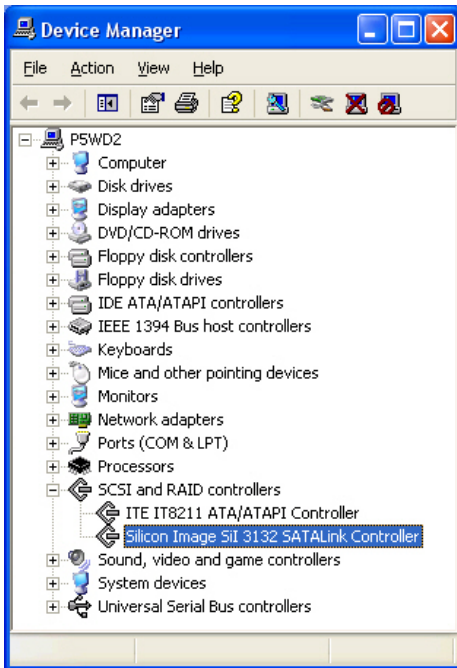 Device Manager
File Action View Help
P5WD2
Computer
Disk drives
Display adapters
DVD/CD-ROM drives
Floppy disk controllers
Floppy disk drives
IDE ATA/ATAPI controllers
IEEE 1394 Bus host controllers
Keyboards
Mice and other pointing devices
Monitors
Network adapters
Ports (COM & LPT)
Processors
SCSI and RAID controllers
ITE IT8211 ATA/ATAPI Controller
Silicon Image SiI 3132 SATALink Controller
Sound, video and game controllers
System devices
Universal Serial Bus controllers